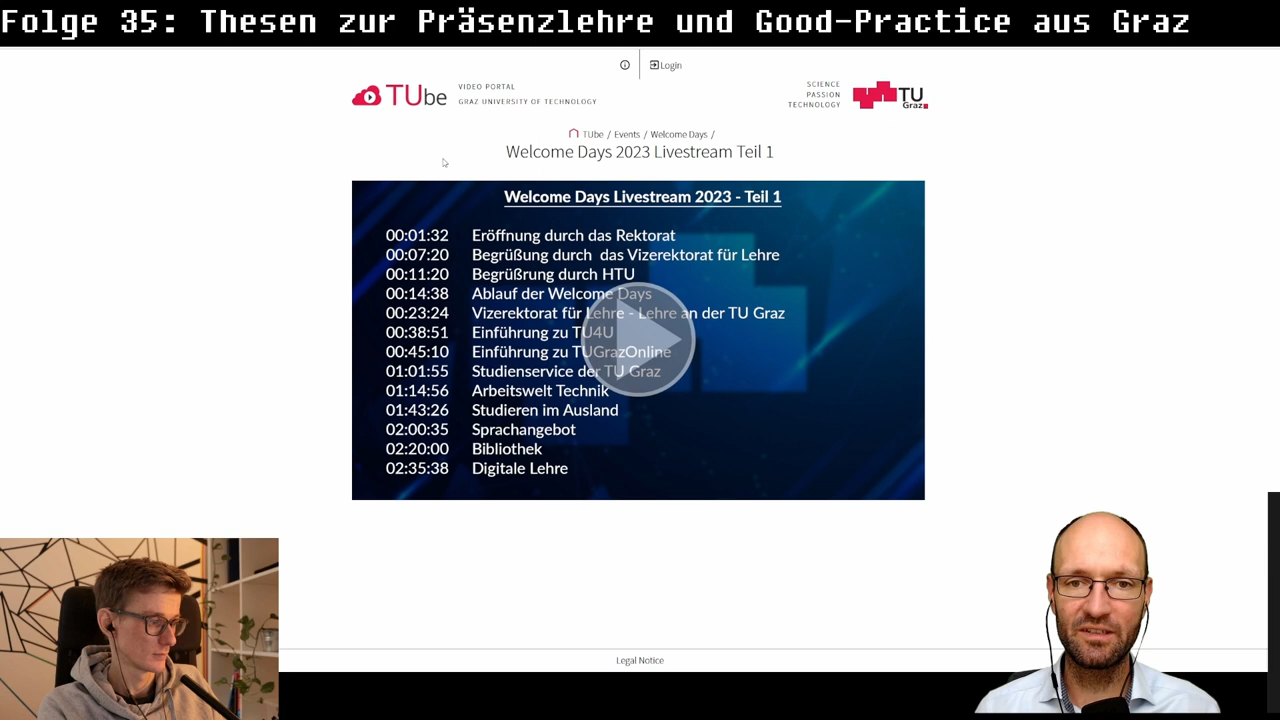 Folge 35: Thesen zur Präsenzlehre und Good-Practice aus Graz
Login
TUbe
VIDEO PORTAL
GRAZ UNIVERSITY OF TECHNOLOGY
SCIENCE
PASSION
TECHNOLOGY
TU
Graz
TUbe / Events / Welcome Days /
Welcome Days 2023 Livestream Teil 1
Welcome Days Livestream 2023 - Teil 1
00:01:32 Eröffnung durch das Rektorat
00:07:20 Begrüßung durch das Vizerektorat für Lehre
00:11:20 Begrüßrung durch HTU
00:14:38 Ablauf der Welcome Days
00:23:24 Vizerektorat für Lehre - Lehre an der TU Graz
00:38:51 Einführung zu TU4U
00:45:10 Einführung zu TUGrazOnline
01:01:55 Studienservice der TU Graz
01:14:56 Arbeitswelt Technik
01:43:26 Studieren im Ausland
02:00:35 Sprachangebot
02:20:00 Bibliothek
02:35:38 Digitale Lehre
Legal Notice